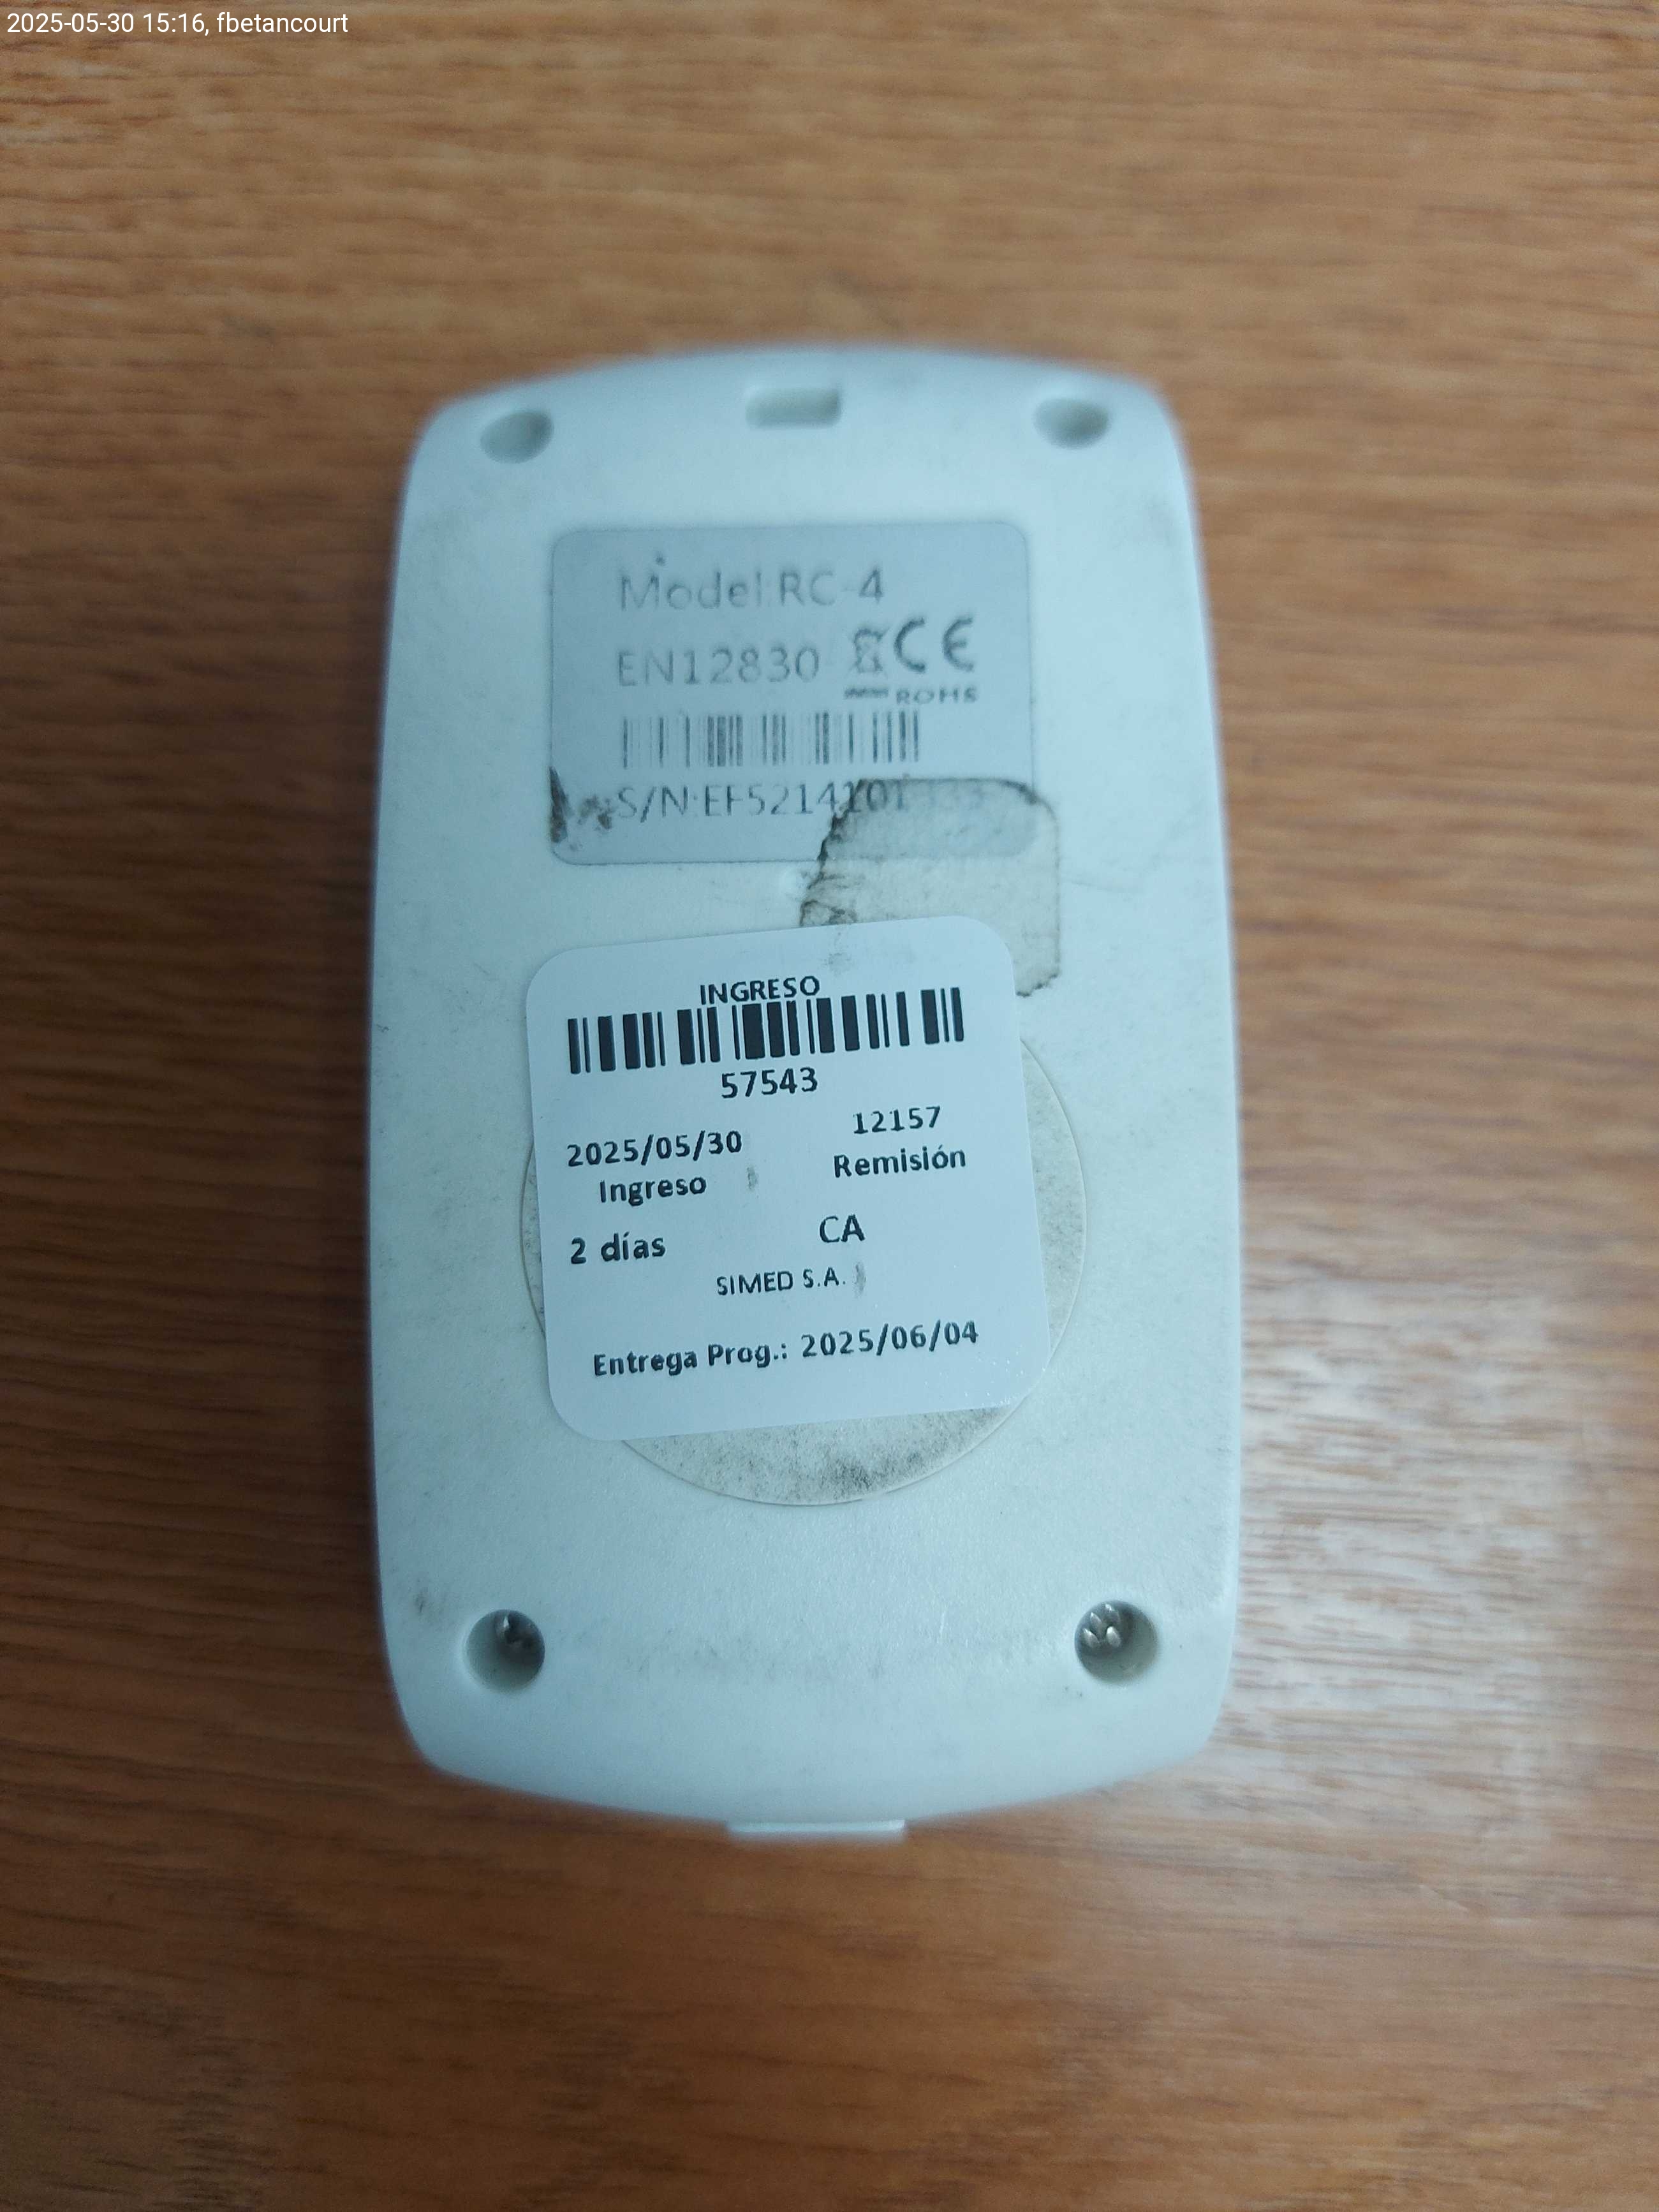 2025-05-30 15:16, fbetancourt
Model:RC-4
EN12830 CE
ROHS
INGRESO
57543
2025/05/30 12157
Ingreso Remisión
2 días CA
SIMED S.A.
Entrega Prog.: 2025/06/04